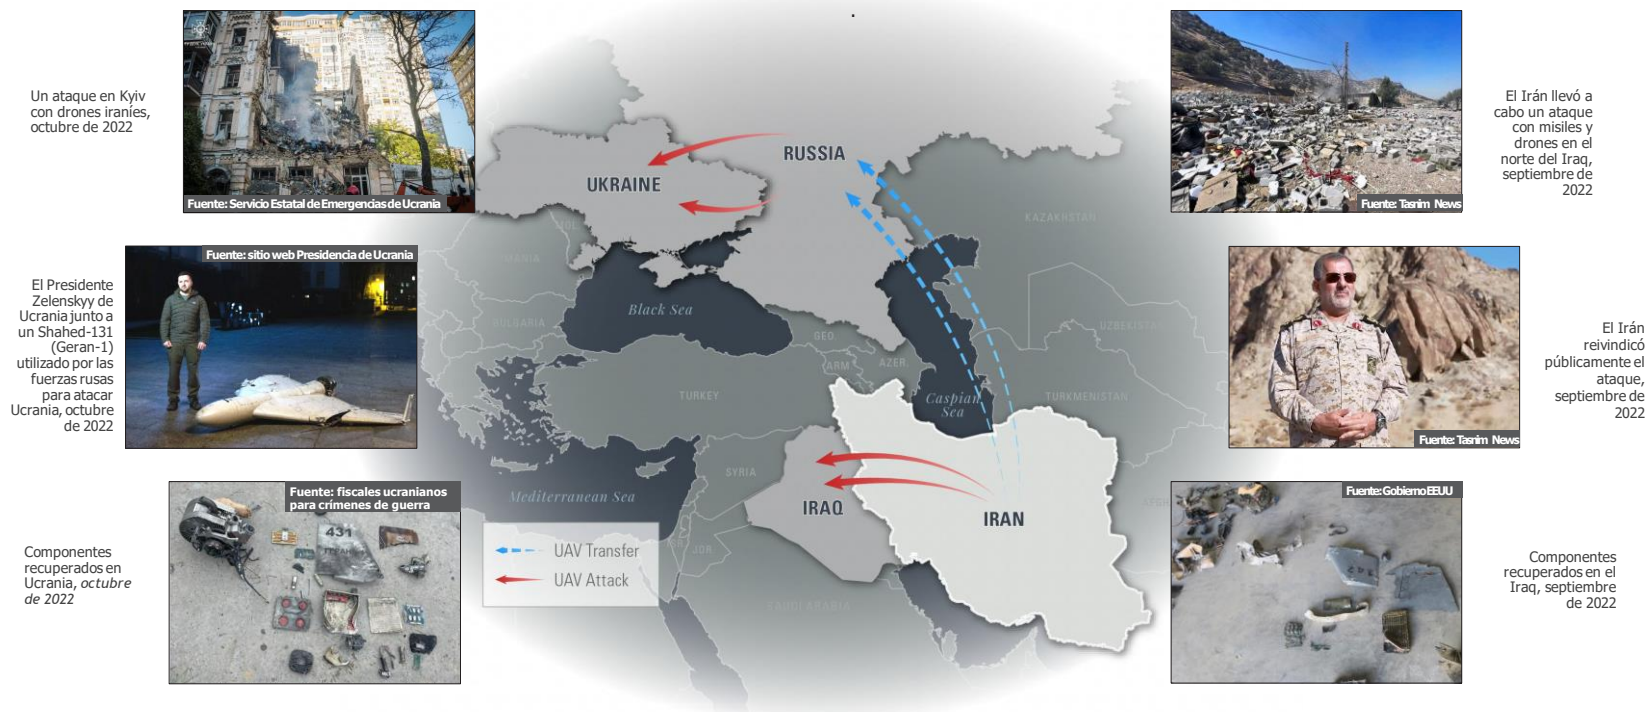 Un ataque en Kyiv
con drones iraníes,
octubre de 2022
Fuente: Servicio Estatal de Emergencias de Ucrania
El Presidente
Zelenskyy de
Ucrania junto a
un Shahed-131
(Geran-1)
utilizado por las
fuerzas rusas
para atacar
Ucrania, octubre
de 2022
Fuente: sitio web Presidencia de Ucrania
Componentes
recuperados en
Ucrania, octubre
de 2022
Fuente: fiscales ucranianos
para crímenes de guerra
431
.
RUSSIA
UKRAINE
KAZAKHSTAN
MANIA
BULGARIA
Black Sea
GEO.
UZBEKISTAN
ARM.
AZER.
TURKEY
Caspian
Sea
TURKMENISTAN
SYRIA
Mediterranean Sea
IRAQ
IRAN
JOR.
SAUDI ARABIA
UAV Transfer
UAV Attack
El Irán llevó a
cabo un ataque
con misiles y
drones en el
norte del Iraq,
septiembre de
2022
Fuente: Tasnim News
El Irán
reivindicó
públicamente el
ataque,
septiembre de
2022
Fuente: Tasnim News
Componentes
recuperados en el
Iraq, septiembre
de 2022
Fuente: Gobierno EEUU